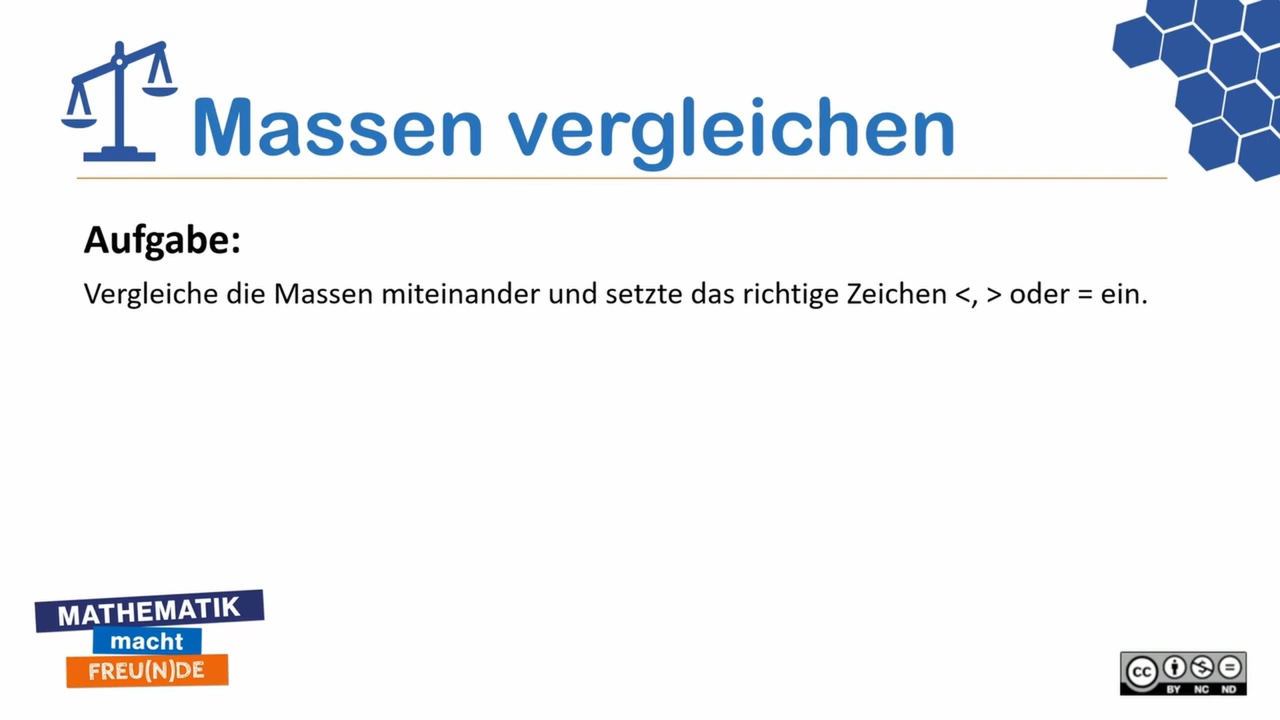 Massen vergleichen
Aufgabe:
Vergleiche die Massen miteinander und setzte das richtige Zeichen <, > oder = ein.
MATHEMATIK
macht
FREU(N)DE
cc
BY NC ND